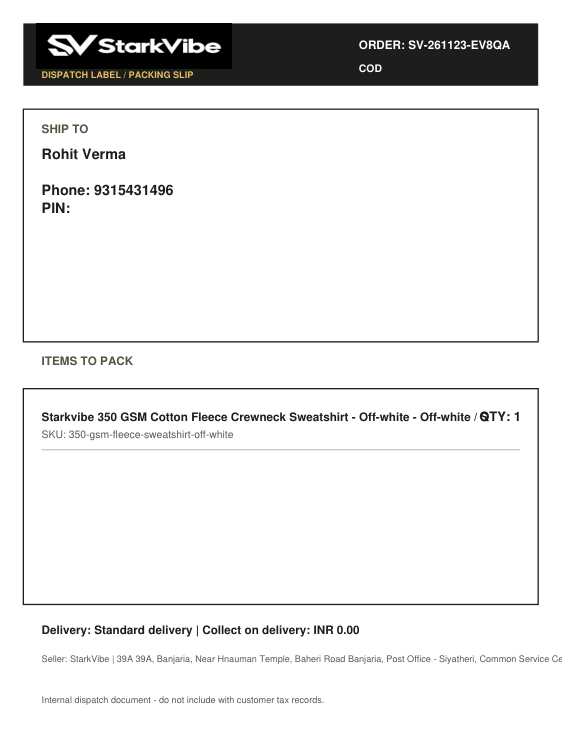 SV StarkVibe
DISPATCH LABEL / PACKING SLIP
ORDER: SV-261123-EV8QA
COD
SHIP TO
Rohit Verma
Phone: 9315431496
PIN:
ITEMS TO PACK
Starkvibe 350 GSM Cotton Fleece Crewneck Sweatshirt - Off-white - Off-white / QTY: 1
SKU: 350-gsm-fleece-sweatshirt-off-white
Delivery: Standard delivery | Collect on delivery: INR 0.00
Seller: StarkVibe | 39A 39A, Banjaria, Near Hnauman Temple, Baheri Road Banjaria, Post Office - Siyatheri, Common Service
Internal dispatch document - do not include with customer tax records.